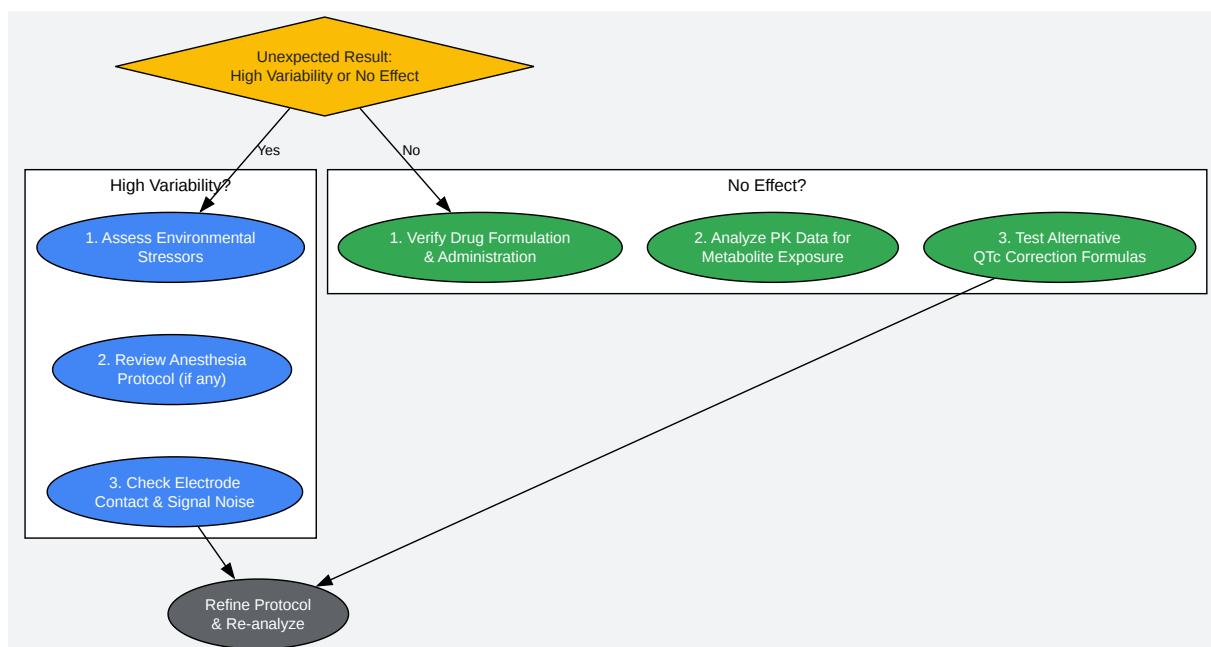 Unexpected Result:
High Variability or No Effect
Yes
No
High Variability?
No Effect?
1. Assess Environmental
Stressors
1. Verify Drug Formulation
& Administration
2. Analyze PK Data for
Metabolite Exposure
3. Test Alternative
QTc Correction Formulas
2. Review Anesthesia
Protocol (if any)
3. Check Electrode
Contact & Signal Noise
Refine Protocol
& Re-analyze